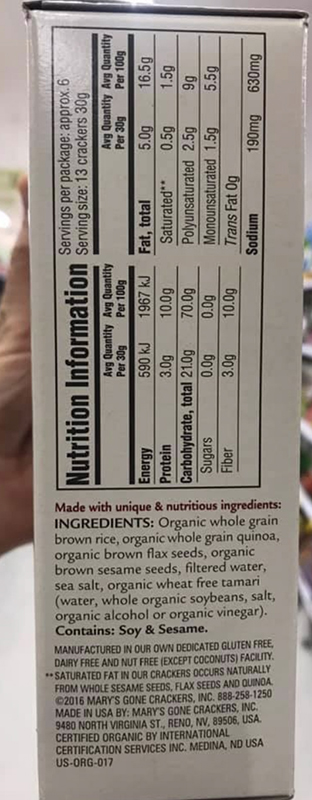 Nutrition Information
Servings per package: approx.6
Serving size: 13 crackers 30g
Avg Quantity Per 30g Avg Quantity Per 100g
Energy 590 kJ 1967 kJ
Protein 3.0g 10.0g
Carbohydrate, total 21.0g 70.0g
Sugars 0.0g 0.0g
Fiber 3.0g 10.0g
Avg Quantity Per 30g Avg Quantity Per 100g
Fat, total 5.0g 16.5g
Saturated** 0.5g 1.5g
Polyunsaturated 2.5g 9g
Monounsaturated 1.5g 5.5g
Trans Fat 0g
Sodium 190mg 630mg
Made with unique & nutritious ingredients:
INGREDIENTS: Organic whole grain
brown rice, organic whole grain quinoa,
organic brown flax seeds, organic
brown sesame seeds, filtered water,
sea salt, organic wheat free tamari
(water, whole organic soybeans, salt,
organic alcohol or organic vinegar).
Contains: Soy & Sesame.
MANUFACTURED IN OUR OWN DEDICATED GLUTEN FREE,
DAIRY FREE AND NUT FREE (EXCEPT COCONUTS) FACILITY.
**SATURATED FAT IN OUR CRACKERS OCCURS NATURALLY
FROM WHOLE SESAME SEEDS, FLAX SEEDS AND QUINOA.
©2016 MARY'S GONE CRACKERS, INC. 888-258-1250
MADE IN USA BY: MARY'S GONE CRACKERS, INC.
9480 NORTH VIRGINIA ST., RENO, NV, 89506, USA.
CERTIFIED ORGANIC BY INTERNATIONAL
CERTIFICATION SERVICES INC. MEDINA, ND USA
US-ORG-017